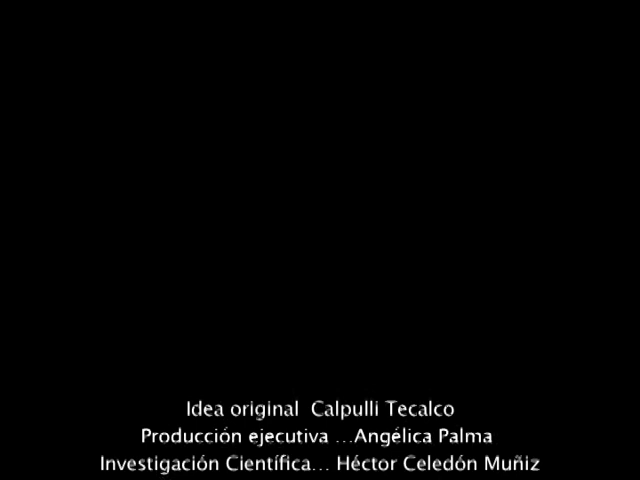 Idea original  Calpulli Tecalco
Producción ejecutiva ...Angélica Palma
Investigación Científica... Héctor Celedón Muñiz